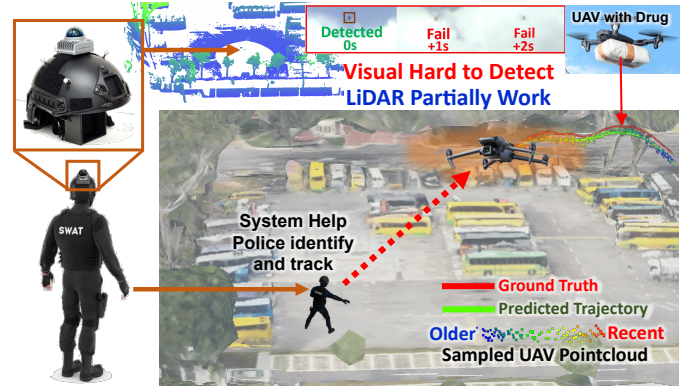 Detected
0s
Fail
+1s
Fail
+2s
UAV with Drug
Visual Hard to Detect
LiDAR Partially Work
SWAT
System Help
Police identify
and track
Ground Truth
Predicted Trajectory
Older
Recent
Sampled UAV Pointcloud